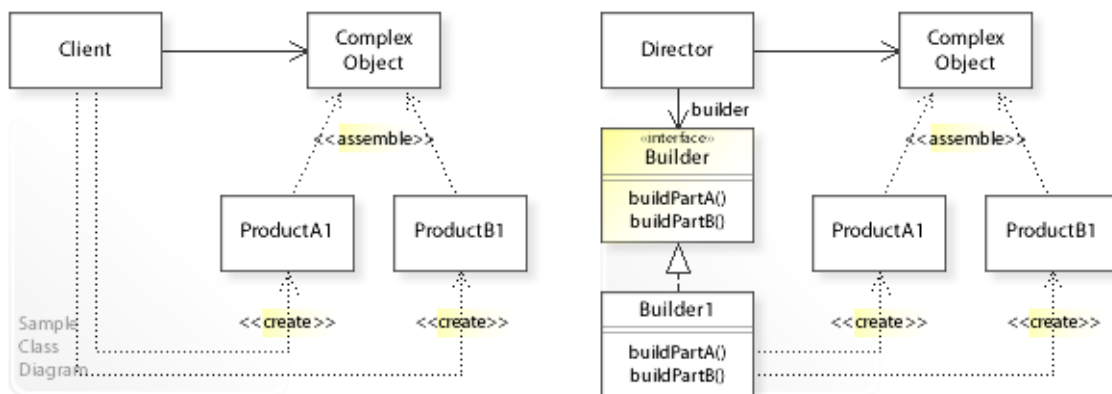 Client
Complex
Object
<<assemble>>
ProductA1
ProductB1
<<create>>
<<create>>
Sample
Class
Diagram
Director
Complex
Object
builder
«interface»
Builder
buildPartA()
buildPartB()
<<assemble>>
ProductA1
ProductB1
Builder1
buildPartA()
buildPartB()
<<create>>
<<create>>